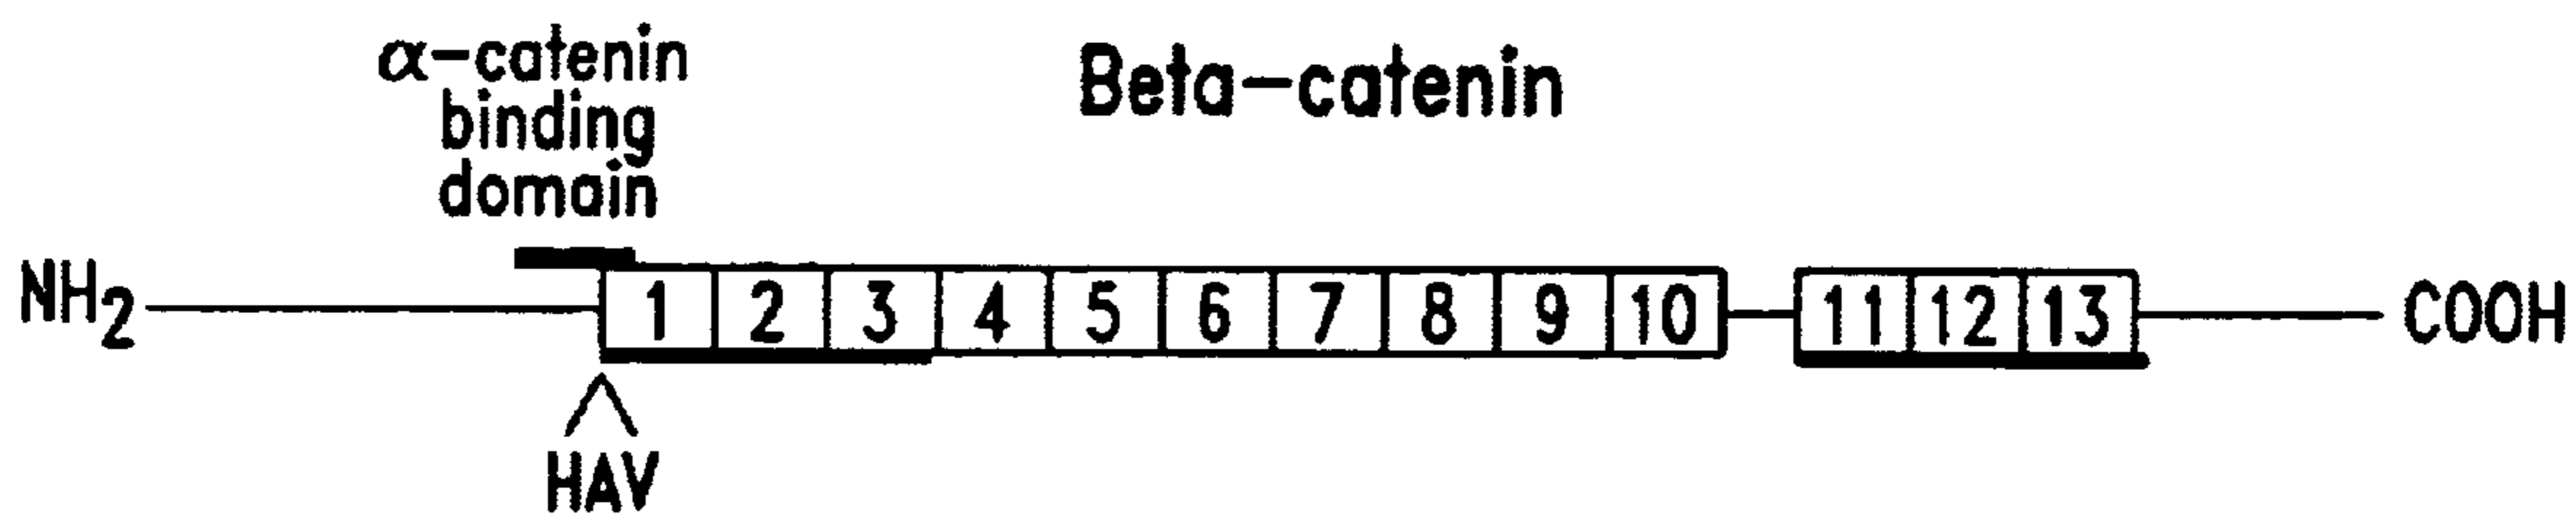 α-catenin
binding
domain
Beta-catenin
NH2 1 2 3 4 5 6 7 8 9 10 11 12 13 COOH
HAV